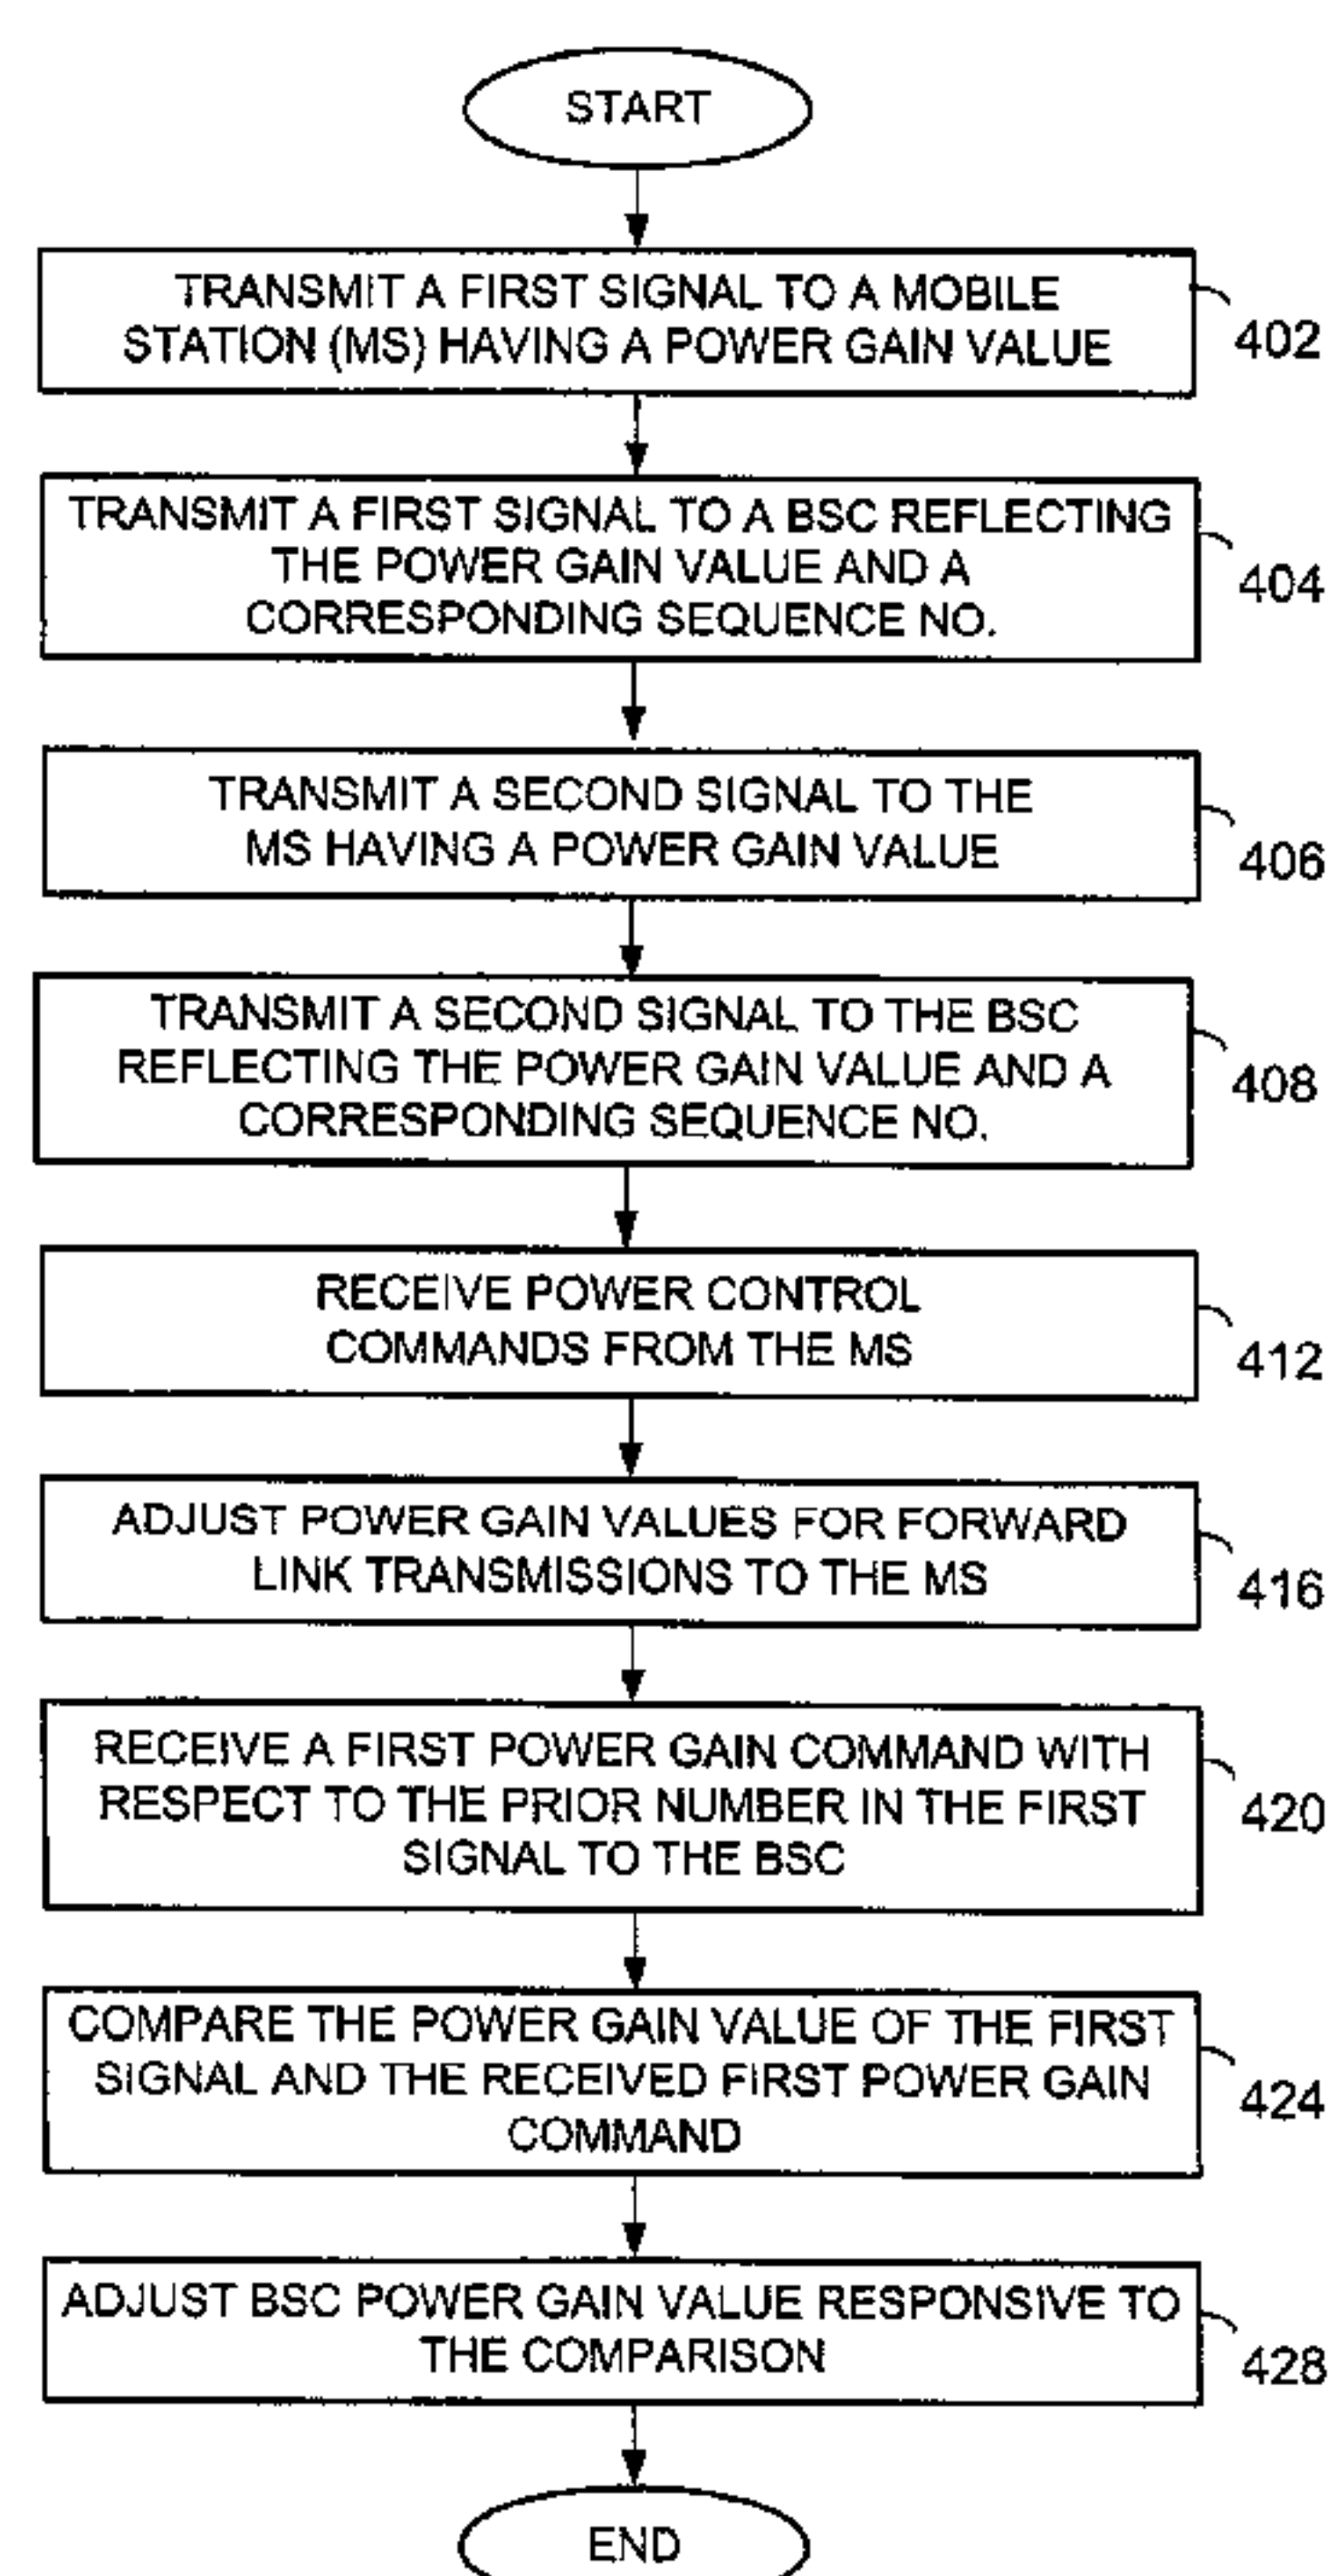 START
TRANSMIT A FIRST SIGNAL TO A MOBILE
STATION (MS) HAVING A POWER GAIN VALUE
402
TRANSMIT A FIRST SIGNAL TO A BSC REFLECTING
THE POWER GAIN VALUE AND A
CORRESPONDING SEQUENCE NO.
404
TRANSMIT A SECOND SIGNAL TO THE
MS HAVING A POWER GAIN VALUE
406
TRANSMIT A SECOND SIGNAL TO THE BSC
REFLECTING THE POWER GAIN VALUE AND A
CORRESPONDING SEQUENCE NO.
408
RECEIVE POWER CONTROL
COMMANDS FROM THE MS
412
ADJUST POWER GAIN VALUES FOR FORWARD
LINK TRANSMISSIONS TO THE MS
416
RECEIVE A FIRST POWER GAIN COMMAND WITH
RESPECT TO THE PRIOR NUMBER IN THE FIRST
SIGNAL TO THE BSC
420
COMPARE THE POWER GAIN VALUE OF THE FIRST
SIGNAL AND THE RECEIVED FIRST POWER GAIN
COMMAND
424
ADJUST BSC POWER GAIN VALUE RESPONSIVE TO
THE COMPARISON
428
END